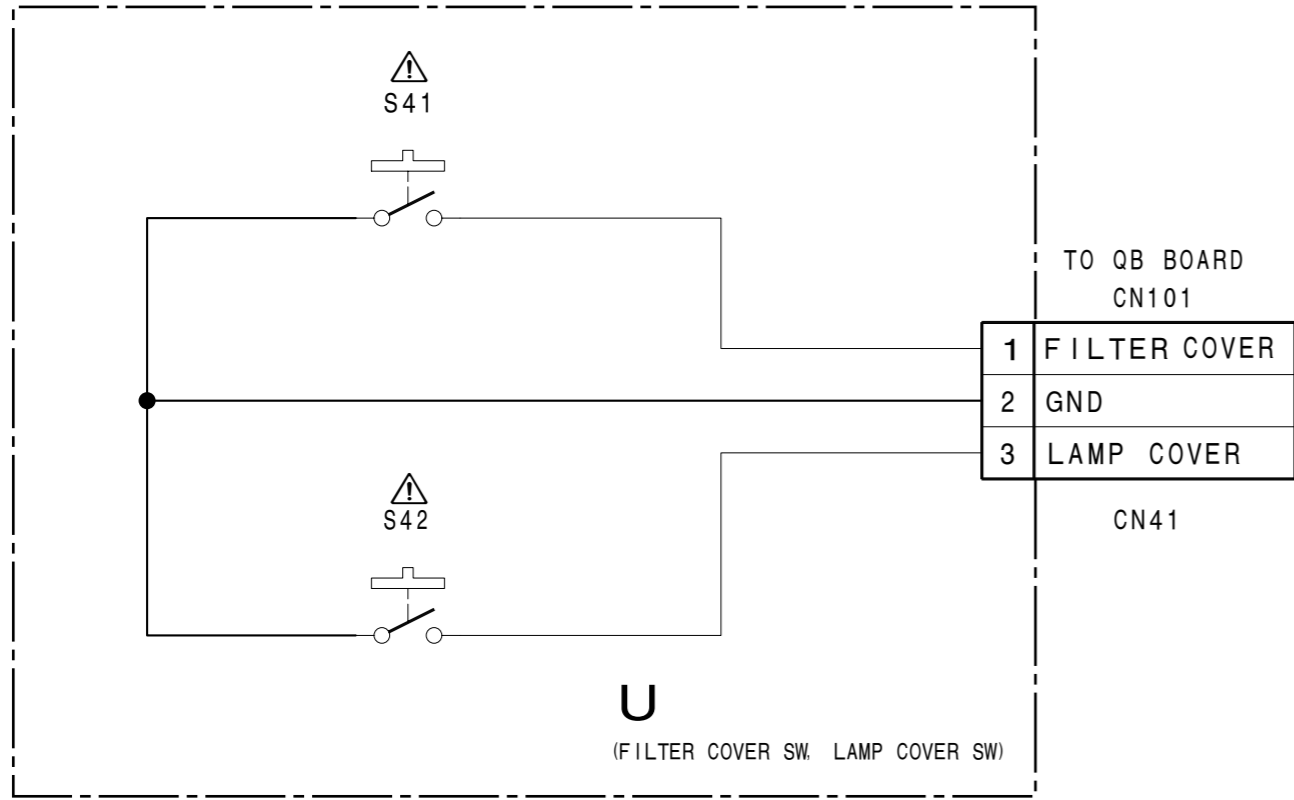 S41
TO QB BOARD
CN101
1 FILTER COVER
2 GND
3 LAMP COVER
S42
CN41
U
(FILTER COVER SW, LAMP COVER SW)